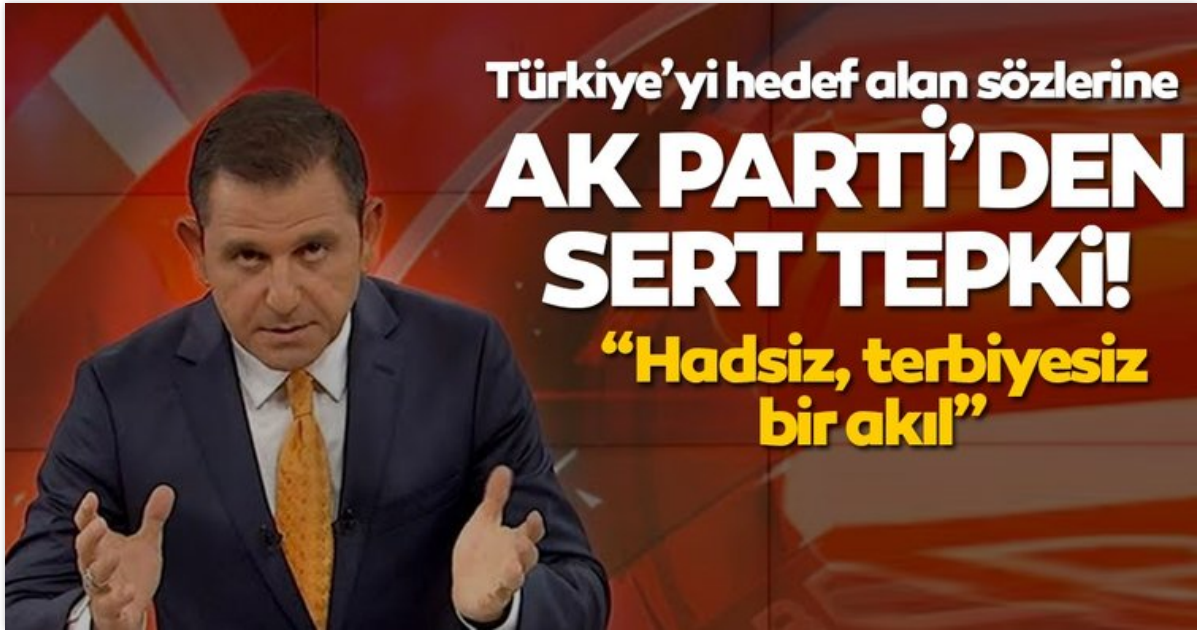 Türkiye'yi hedef alan sözlerine
AK PARTİ'DEN
SERT TEPKİ!
“Hadsiz, terbiyesiz
bir akıl”